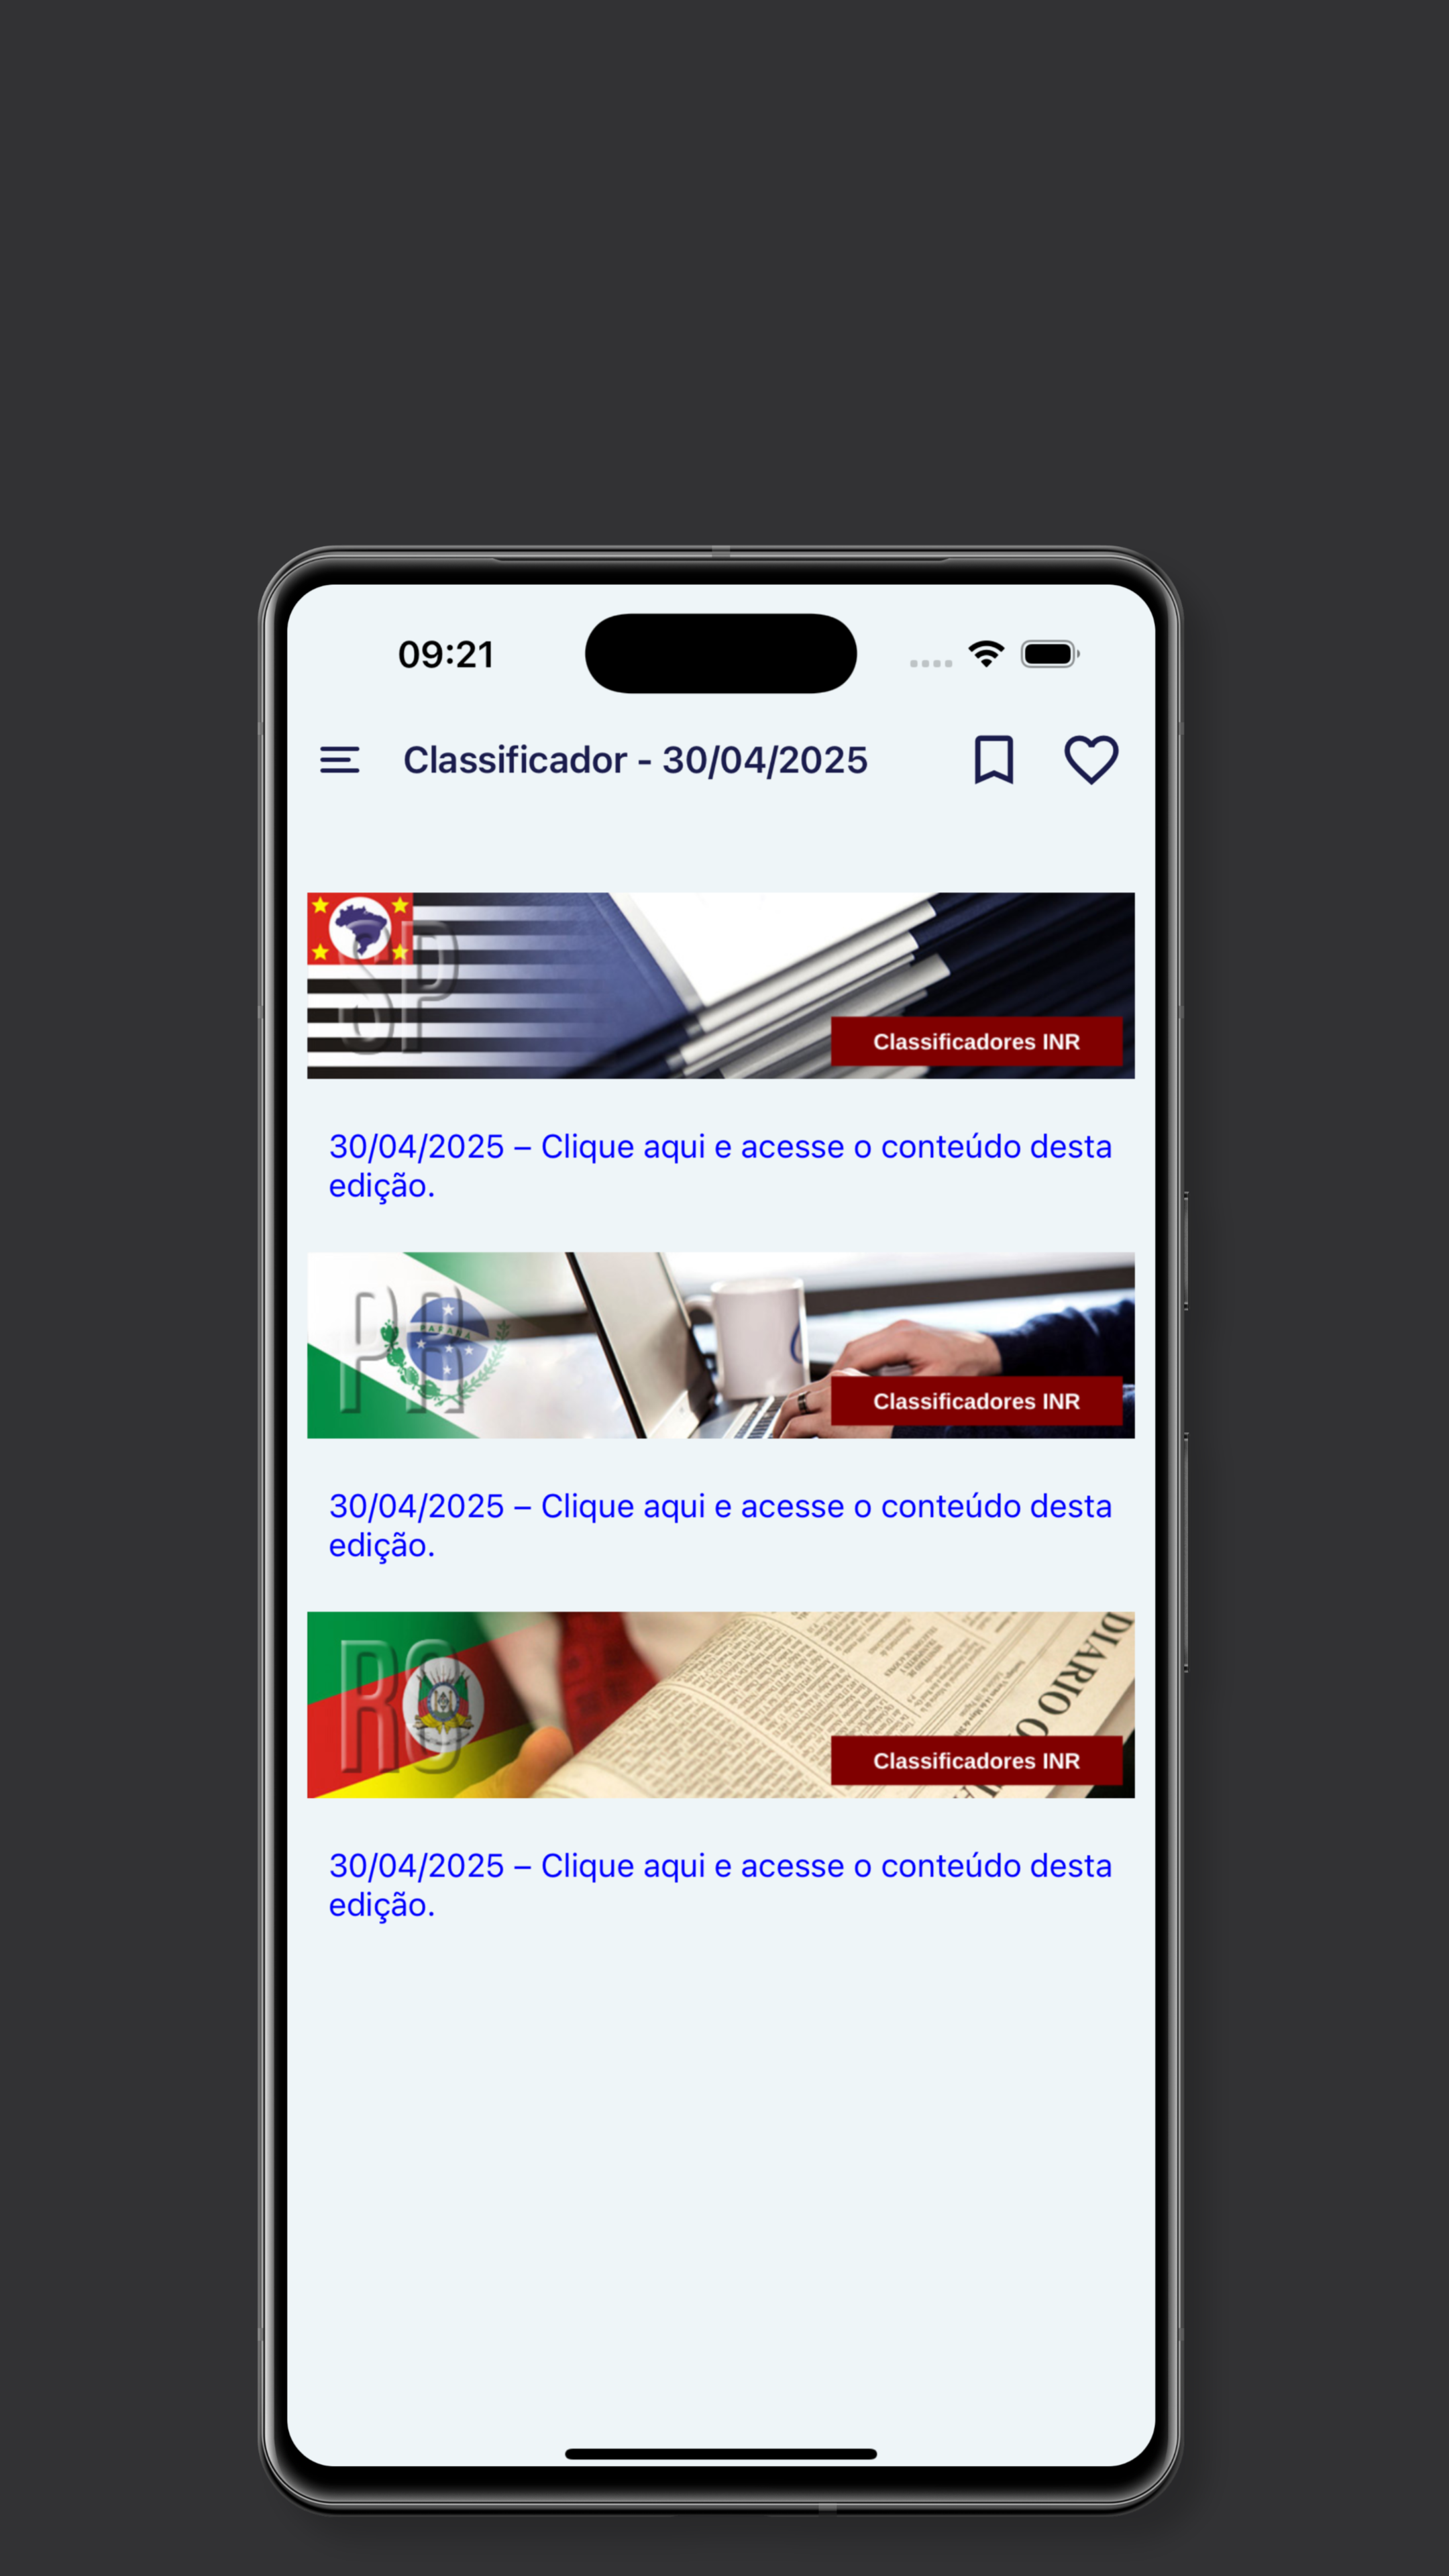 09:21
Classificador - 30/04/2025
SP
Classificadores INR
30/04/2025 – Clique aqui e acesse o conteúdo desta
edição.
PR
PARANÁ
Classificadores INR
30/04/2025 – Clique aqui e acesse o conteúdo desta
edição.
RS
DIARIO O
Classificadores INR
30/04/2025 – Clique aqui e acesse o conteúdo desta
edição.